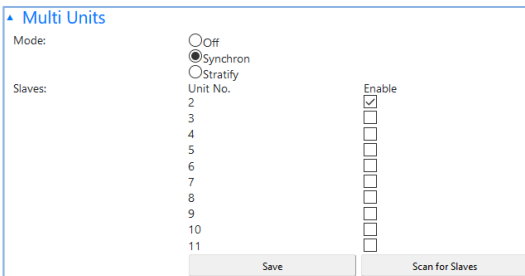 Multi Units
Mode:
Off
Synchron
Stratify
Slaves:
Unit No. Enable
2
3
4
5
6
7
8
9
10
11
Save Scan for Slaves